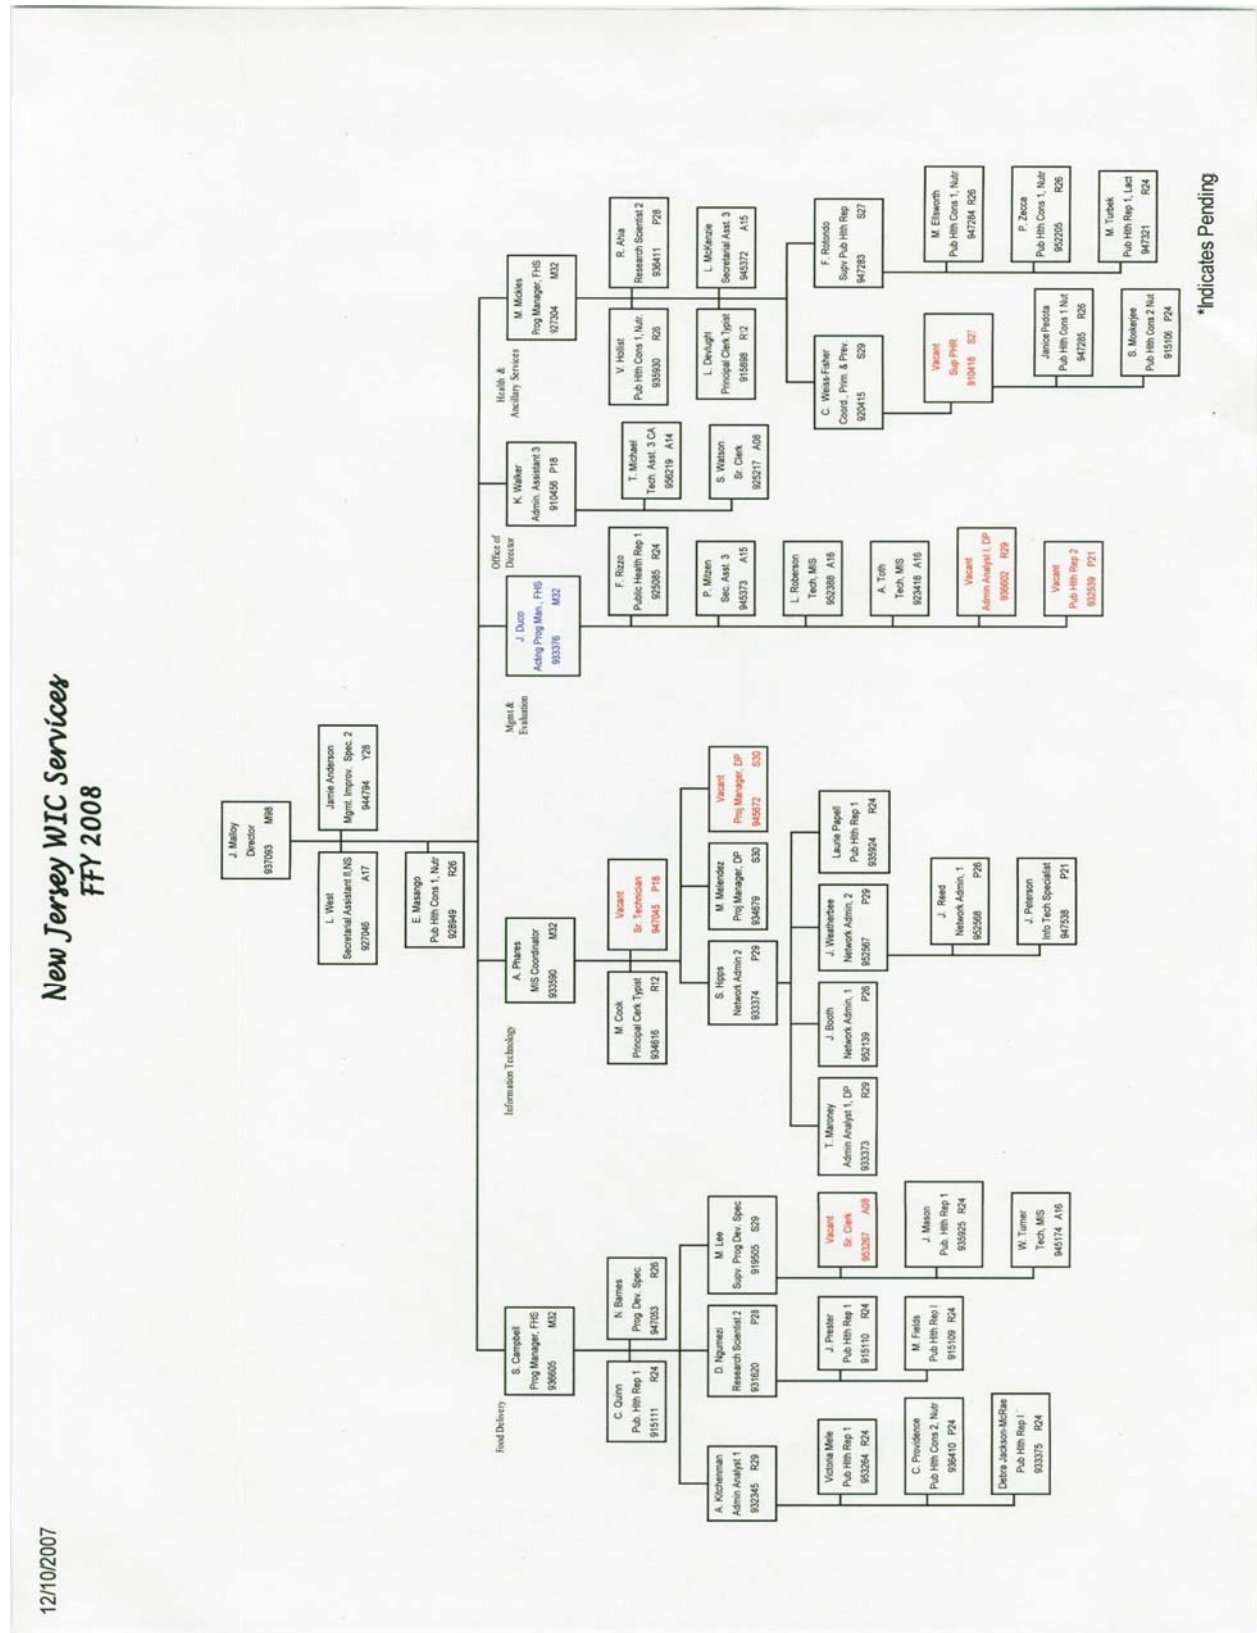 12/10/2007
New Jersey WIC Services
FFY 2008
J. Malloy
Director
937093 M98
L. West
Secretarial Assistant II,NS
927046 A17
Jamie Anderson
Mgmt. Improv. Spec. 2
944794 Y28
E. Masango
Pub Hlth Cons 1, Nutr
928949 R26
Food Delivery
S. Campbell
Prog Manager, FHS
936605 M32
C. Quinn
Pub. Hlth Rep 1
915111 R24
N. Barnes
Prog. Dev. Spec.
947053 R26
A. Kitchenman
Admin Analyst 1
932345 R29
Victoria Mele
Pub Hlth Rep 1
953264 R24
C. Providence
Pub Hlth Cons 2, Nutr
936410 P24
Debra Jackson-McRae
Pub Hlth Rep I
933375 R24
D. Ngumezi
Research Scientist 2
931620 P28
J. Prester
Pub Hlth Rep 1
915110 R24
M. Fields
Pub Hlth Rep I
915109 R24
M. Lee
Supv. Prog Dev. Spec
919505 S29
Vacant
Sr. Clerk
953267 A08
J. Mason
Pub. Hlth Rep 1
935925 R24
W. Turner
Tech, MIS
945174 A16
Information Technology
A. Phares
MIS Coordinator
933590 M32
M. Cook
Principal Clerk Typist
934616 R12
Vacant
Sr. Technician
947045 P18
S. Hipps
Network Admin 2
933374 P29
M. Melendez
Proj Manager, DP
934679 S30
Vacant
Proj Manager, DP
945672 S30
T. Maroney
Admin Analyst 1, DP
933373 R29
J. Booth
Network Admin, 1
952139 P26
J. Weatherbee
Network Admin, 2
952567 P29
Laurie Papell
Pub Hlth Rep 1
935924 R24
J. Reed
Network Admin, 1
952568 P26
J. Peterson
Info Tech Specialist
947538 P21
Mgmt &
Evaluation
J. Duco
Acting Prog Man., FHS
933376 M32
F. Rizzo
Public Health Rep 1
925085 R24
P. Mitzen
Sec. Asst. 3
945373 A15
L. Roberson
Tech, MIS
952388 A16
A. Toth
Tech, MIS
923418 A16
Vacant
Admin Analyst I, DP
936602 R29
Vacant
Pub Hlth Rep 2
932539 P21
Office of
Director
K. Walker
Admin. Assistant 3
910456 P18
T. Michael
Tech. Asst. 3 CA
956219 A14
S. Watson
Sr. Clerk
925217 A08
Health &
Ancillary Services
M. Mickles
Prog Manager, FHS
927304 M32
V. Hollist
Pub Hlth Cons 1, Nutr.
935930 R26
R. Ahia
Research Scientist 2
936411 P28
L. Devlught
Principal Clerk Typist
915898 R12
L. McKenzie
Secretarial Asst. 3
945372 A15
C. Weiss-Fisher
Coord., Prim. & Prev.
920415 S29
F. Rotondo
Supv Pub Hlth Rep
947283 S27
Vacant
Sup PHR
910418 S27
Janice Pedota
Pub Hlth Cons 1 Nut
947285 R26
S. Mookerjee
Pub Hlth Cons 2 Nut
915106 P24
M. Ellsworth
Pub Hlth Cons 1, Nutr
947284 R26
P. Zecca
Pub Hlth Cons 1, Nutr
952205 R26
M. Turbek
Pub Hlth Rep 1, Lact
947321 R24
*Indicates Pending